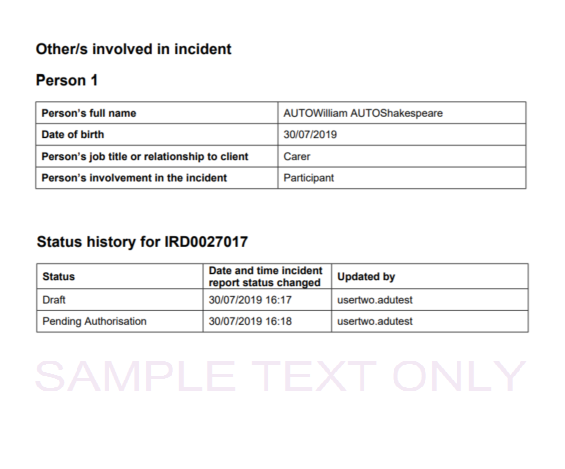 Other/s involved in incident
Person 1
Person's full name AUTOWilliam AUTOShakespeare
Date of birth 30/07/2019
Person's job title or relationship to client Carer
Person's involvement in the incident Participant
Status history for IRD0027017
Status Date and time incident report status changed Updated by
Draft 30/07/2019 16:17 usertwo.adutest
Pending Authorisation 30/07/2019 16:18 usertwo.adutest
SAMPLE TEXT ONLY